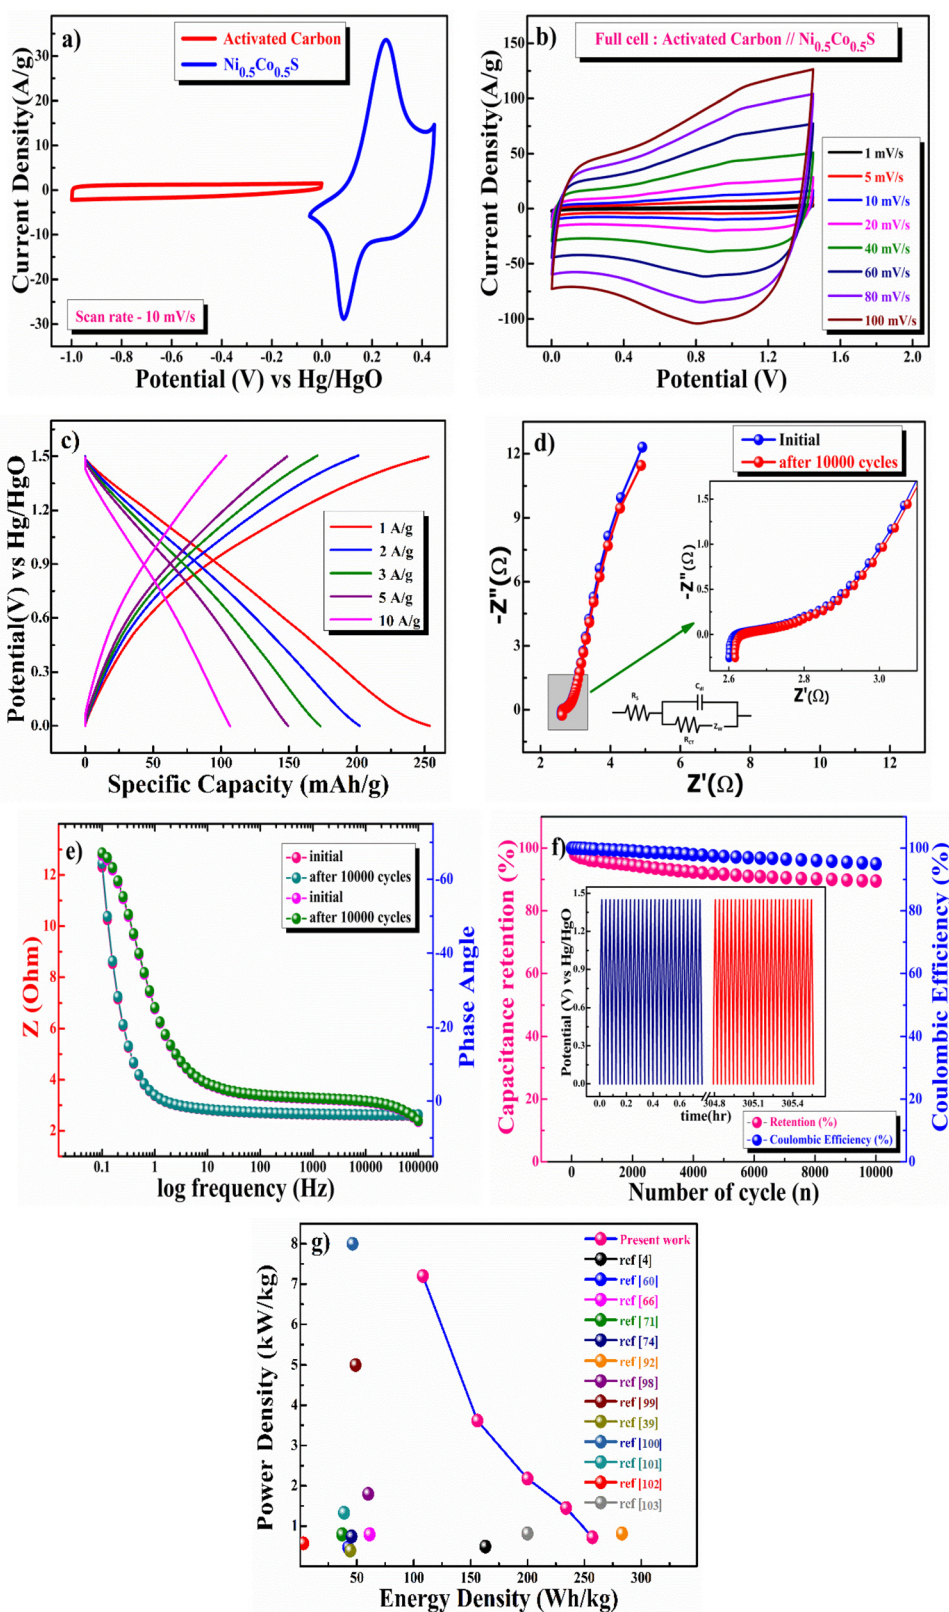 a)
Activated Carbon
Ni0.5Co0.5S
Current Density(A/g)
30
20
10
0
-10
-20
-30
Scan rate - 10 mV/s
-1.0
-0.8
-0.6
-0.4
-0.2
0.0
0.2
0.4
Potential (V) vs Hg/HgO
b)
Full cell : Activated Carbon // Ni0.5Co0.5S
Current Density(A/g)
150
125
100
75
50
25
0
-25
-50
-75
-100
1 mV/s
5 mV/s
10 mV/s
20 mV/s
40 mV/s
60 mV/s
80 mV/s
100 mV/s
0.0
0.4
0.8
1.2
1.6
2.0
Potential (V)
c)
Potential(V) vs Hg/HgO
1.5
1.2
0.9
0.6
0.3
0.0
1 A/g
2 A/g
3 A/g
5 A/g
10 A/g
0
50
100
150
200
250
Specific Capacity (mAh/g)
d)
Initial
after 10000 cycles
-Z"(Ω)
12
9
6
3
0
-Z"(Ω)
1.5
1.0
0.5
0.0
2.6
2.8
3.0
Z'(Ω)
RS
Cdl
RCT
ZW
2
4
6
8
10
12
Z'(Ω)
e)
initial
after 10000 cycles
initial
after 10000 cycles
Z (Ohm)
12
10
8
6
4
2
Phase Angle
-60
-40
-20
0
0.1
1
10
100
1000
10000
100000
log frequency (Hz)
f)
Capacitance retention (%)
100
80
60
40
20
0
Coulombic Efficiency (%)
100
80
60
40
20
0
Potential (V) vs Hg/HgO
1.5
1.2
0.9
0.6
0.3
0.0
0.0
0.2
0.4
0.6
305.1
305.4
time(hr)
Retention (%)
Coulombic Efficiency (%)
0
2000
4000
6000
8000
10000
Number of cycle (n)
g)
Power Density (kW/kg)
8
7
6
5
4
3
2
1
Present work
ref [4]
ref [60]
ref [66]
ref [71]
ref [74]
ref [92]
ref [98]
ref [99]
ref [39]
ref [100]
ref [101]
ref [102]
ref [103]
50
100
150
200
250
300
Energy Density (Wh/kg)